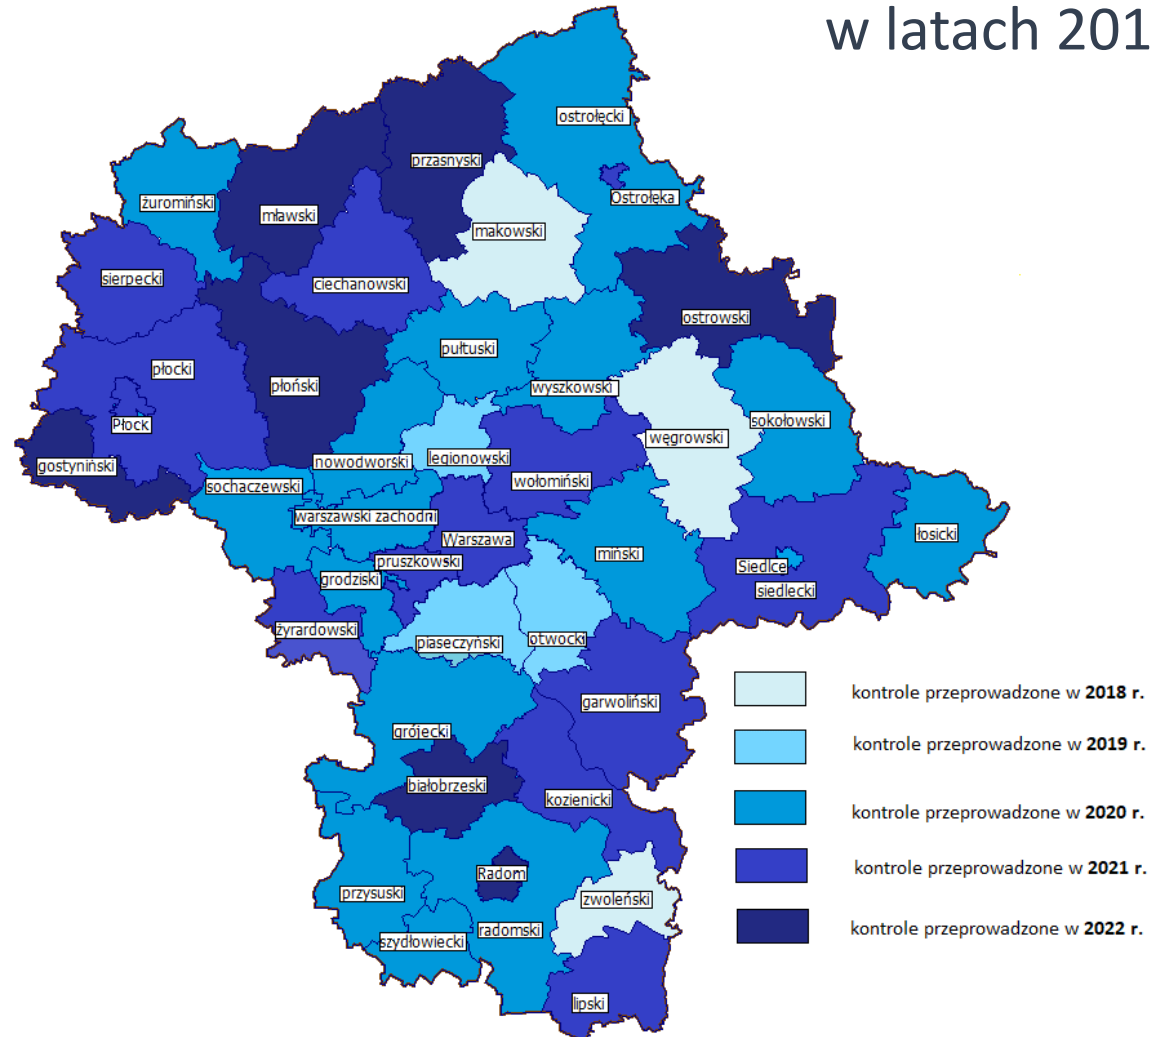 w latach 201
ostrołęcki
przasnyski
Ostrołęka
żuromiński
mławski
makowski
sierpecki
ciechanowski
ostrowski
pułtuski
płocki
płoński
wyszkowski
sokołowski
Płock
węgrowski
gostyniński
nowodworski
legionowski
sochaczewski
wołomiński
warszawski zachodni
Warszawa
łosicki
miński
pruszkowski
Siedlce
grodziski
siedlecki
żyrardowski
piaseczyński
otwocki
garwoliński
kontrole przeprowadzone w 2018 r.
grójecki
kontrole przeprowadzone w 2019 r.
białobrzeski
kozienicki
kontrole przeprowadzone w 2020 r.
kontrole przeprowadzone w 2021 r.
Radom
przysuski
zwoleński
radomski
kontrole przeprowadzone w 2022 r.
szydłowiecki
lipski